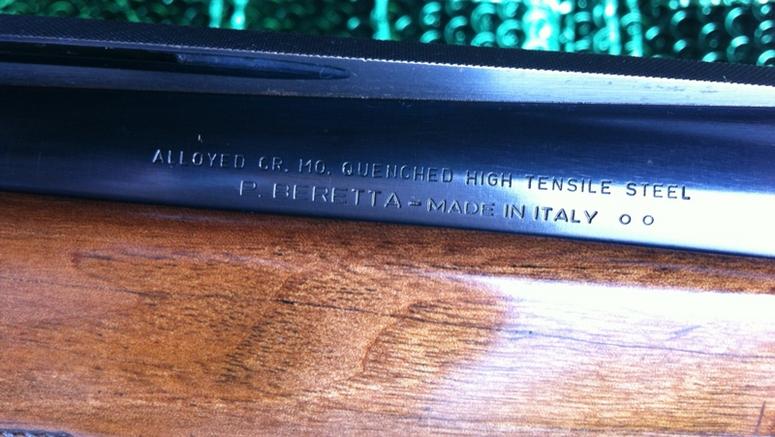 ALLOYED CR. MO. QUENCHED HIGH TENSILE STEEL
P. BERETTA - MADE IN ITALY o o